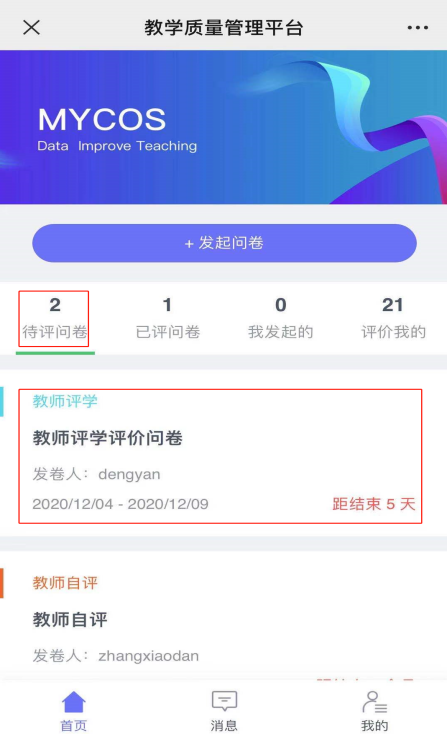 教学质量管理平台
MYCOS
Data Improve Teaching
+ 发起问卷
2 1 0 21
待评问卷 已评问卷 我发起的 评价我的
教师评学
教师评学评价问卷
发卷人：dengyan
2020/12/04 - 2020/12/09 距结束 5 天
教师自评
教师自评
发卷人：zhangxiaodan
首页 消息 我的